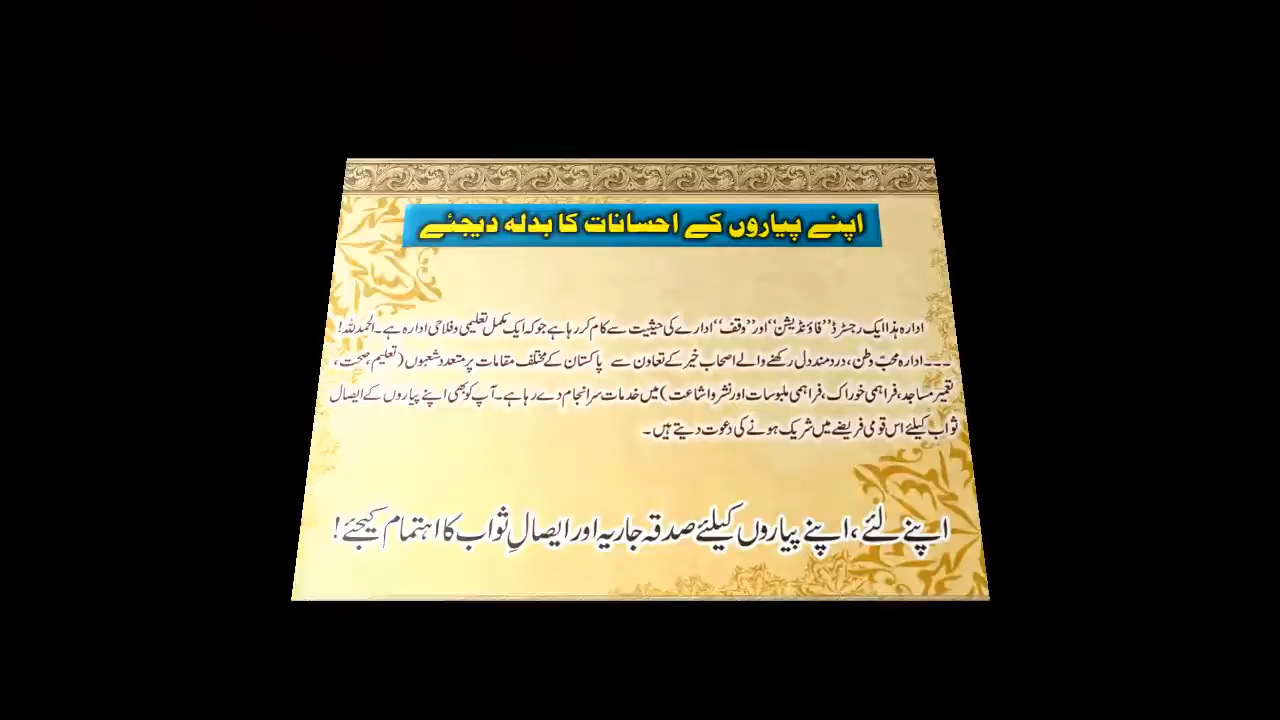 اپنے پیاروں کے احسانات کا بدلہ دیجئے
ادارہ ہذا ایک رجسٹرڈ ”فاؤنڈیشن“ اور ”وقف“ ادارے کی حیثیت سے کام کر رہا ہے جو کہ ایک مکمل تعلیمی و فلاحی ادارہ ہے۔ الحمدللہ!
۔۔۔ ادارہ محبّ وطن، درد مند دل رکھنے والے اصحاب خیر کے تعاون سے پاکستان کے مختلف مقامات پر متعدد شعبوں (تعلیم، صحت،
تعمیر مساجد، فراہمی خوراک، فراہمی ملبوسات اور نشر و اشاعت) میں خدمات سرانجام دے رہا ہے۔ آپ کو بھی اپنے پیاروں کے ایصال
ثواب کیلئے اس قومی فریضے میں شریک ہونے کی دعوت دیتے ہیں۔
اپنے لئے، اپنے پیاروں کیلئے صدقہ جاریہ اور ایصالِ ثواب کا اہتمام کیجئے!